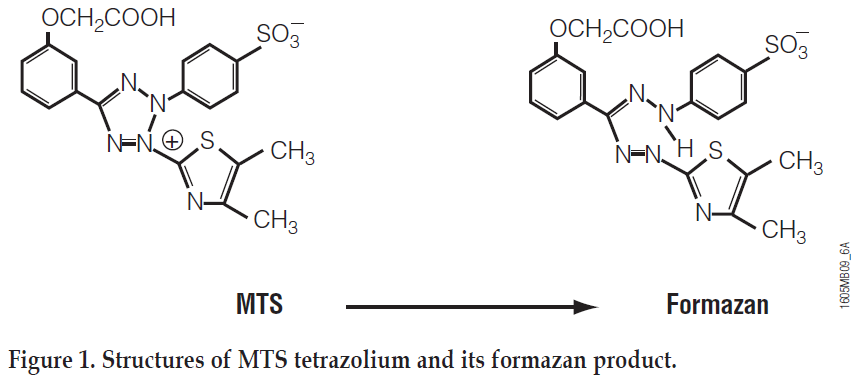 OCH2COOH
SO3−
N
N
N=N
+
S
CH3
N
CH3
OCH2COOH
SO3−
N
N
H
N=N
S
CH3
N
CH3
MTS
Formazan
1605MB09_6A
Figure 1. Structures of MTS tetrazolium and its formazan product.